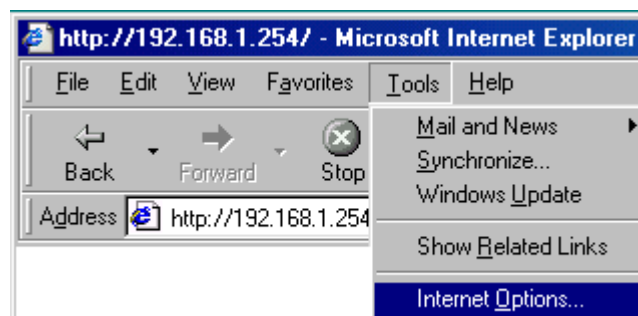 http://192.168.1.254/ - Microsoft Internet Explorer
File Edit View Favorites Tools Help
Back Forward Stop
Address http://192.168.1.254
Mail and News
Synchronize...
Windows Update
Show Related Links
Internet Options...